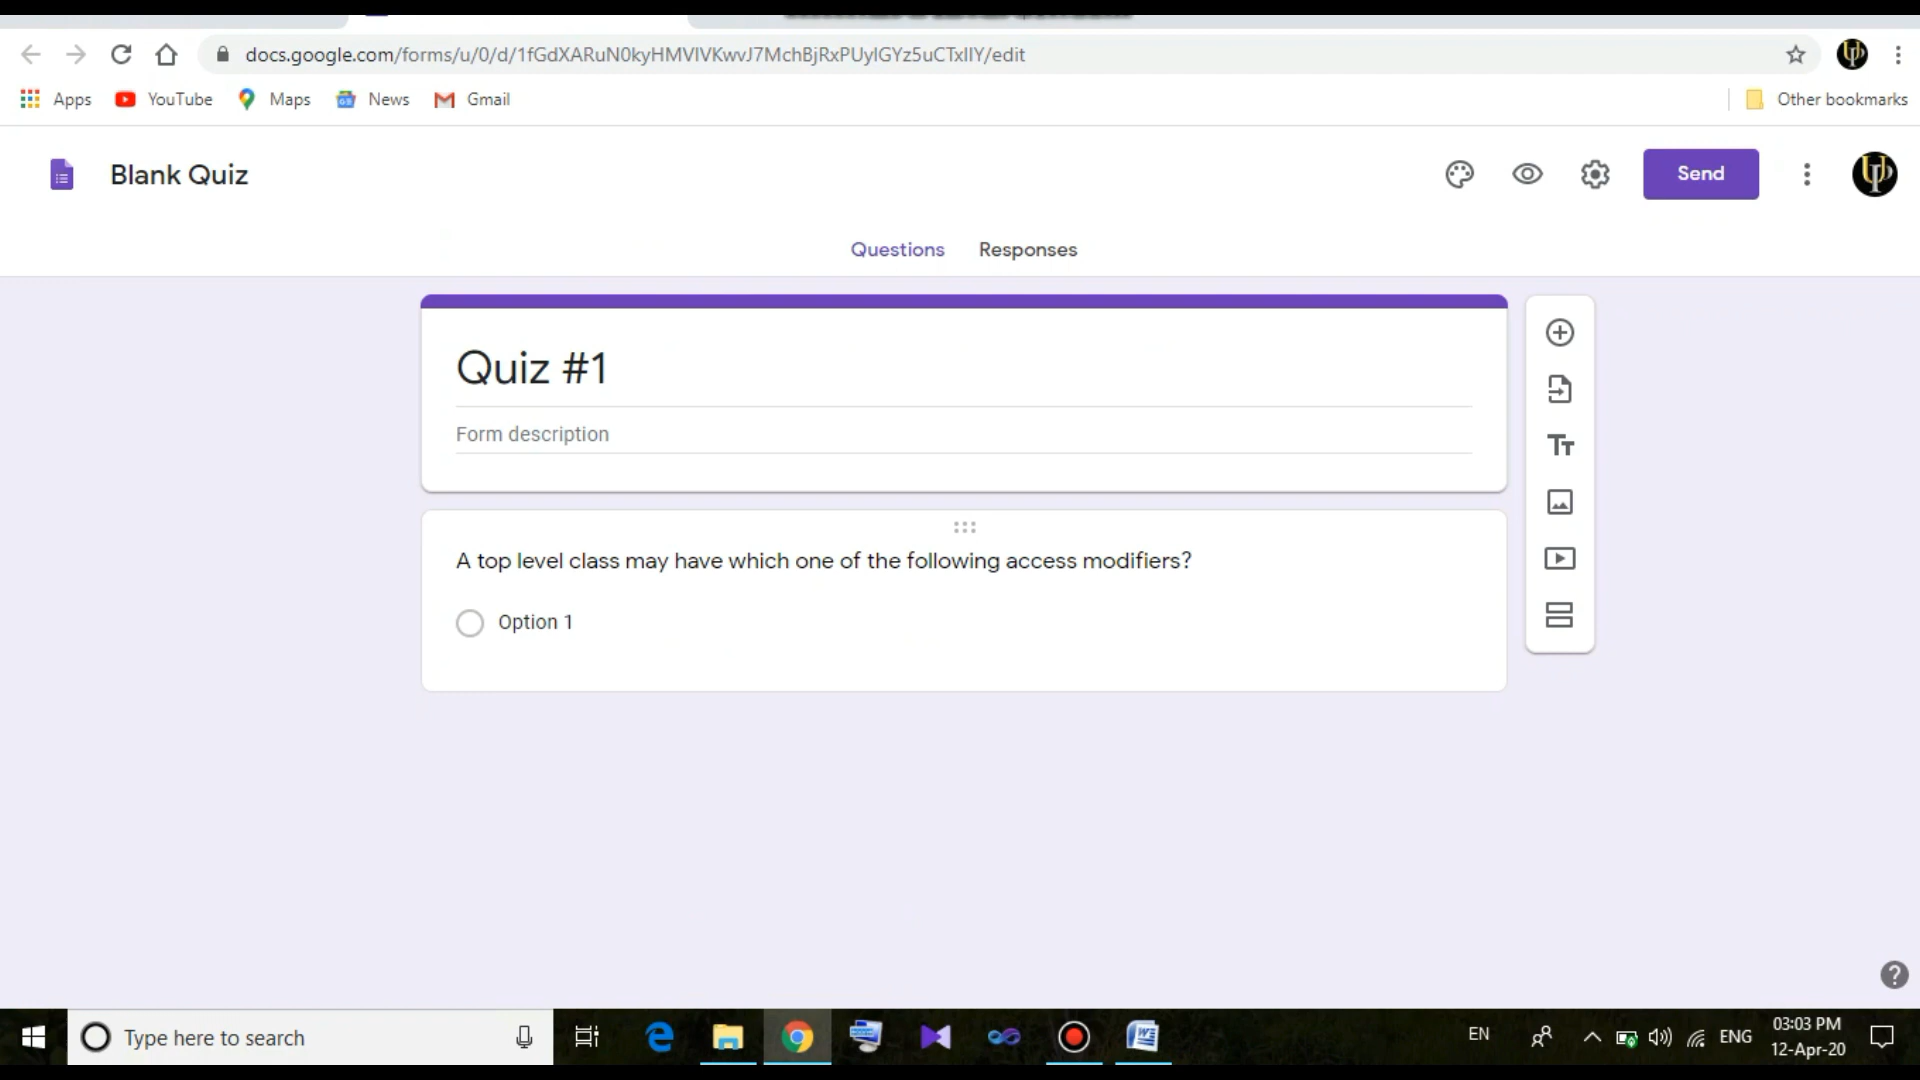 docs.google.com/forms/u/0/d/1fGdXARuN0kyHMVlVKwvJ7MchBjRxPUylGYz5uCTxIlY/edit
Apps YouTube Maps News Gmail Other bookmarks
Blank Quiz Send
Questions Responses
Quiz #1
Form description
Tт
A top level class may have which one of the following access modifiers?
Option 1
Type here to search
EN
ENG
03:03 PM
12-Apr-20